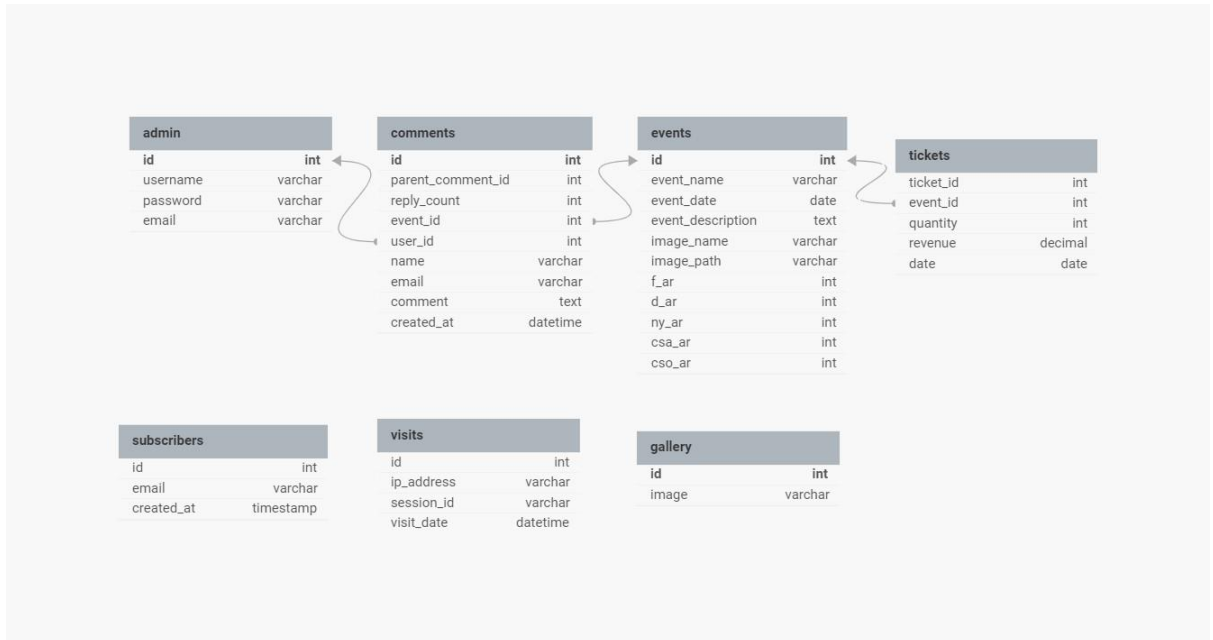 admin
id int
username varchar
password varchar
email varchar
comments
id int
parent_comment_id int
reply_count int
event_id int
user_id int
name varchar
email varchar
comment text
created_at datetime
events
id int
event_name varchar
event_date date
event_description text
image_name varchar
image_path varchar
f_ar int
d_ar int
ny_ar int
csa_ar int
cso_ar int
tickets
ticket_id int
event_id int
quantity int
revenue decimal
date date
subscribers
id int
email varchar
created_at timestamp
visits
id int
ip_address varchar
session_id varchar
visit_date datetime
gallery
id int
image varchar